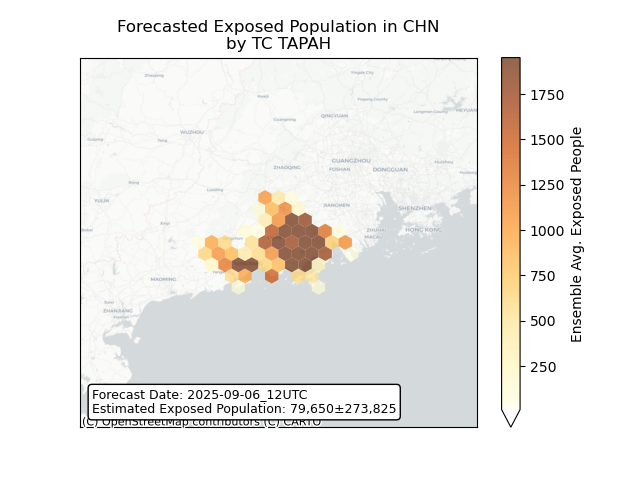 Forecasted Exposed Population in CHN
by TC TAPAH
QINGYUAN
WUZHOU
ZHAOQING
GUANGZHOU
FOSHAN
DONGGUAN
YULIN
JIANGMEN
SHENZHEN
ZHUHAI
MACAU
HONG KONG
MAOMING
ZHANJIANG
1750
1500
1250
1000
750
500
250
Ensemble Avg. Exposed People
Forecast Date: 2025-09-06_12UTC
Estimated Exposed Population: 79,650±273,825
(C) OpenStreetMap contributors (C) CARTO